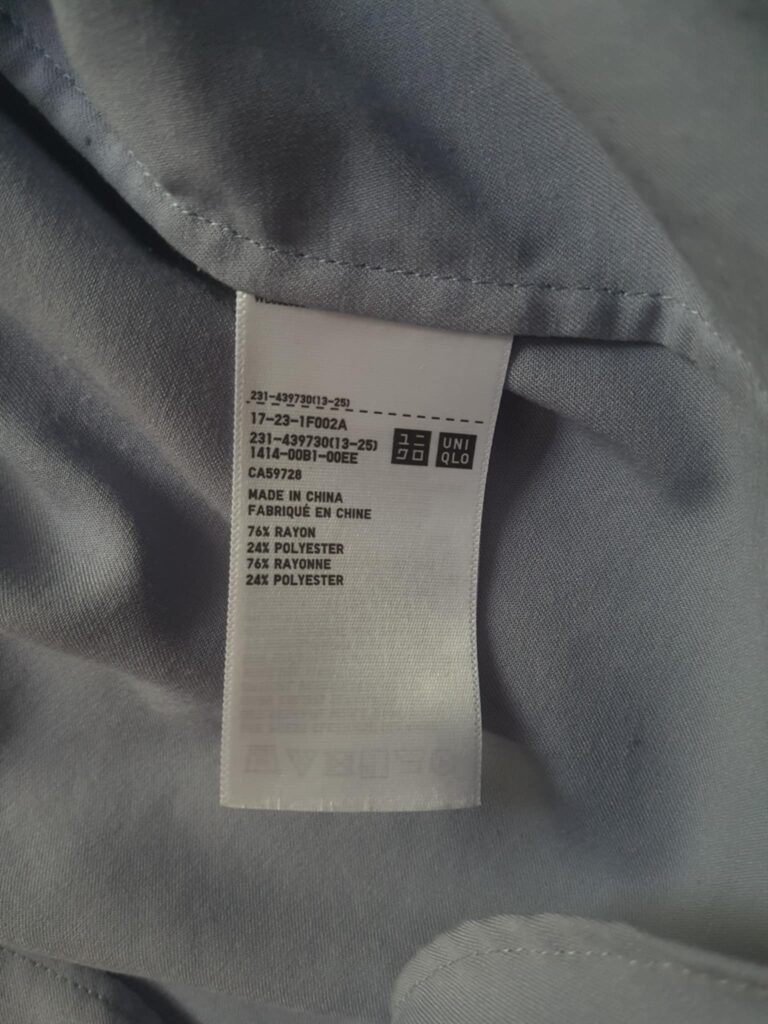 231-439730(13-25)
17-23-1F002A
231-439730(13-25)
1414-00B1-00EE
ユニ
クロ
UNI
QLO
CA59728
MADE IN CHINA
FABRIQUÉ EN CHINE
76% RAYON
24% POLYESTER
76% RAYONNE
24% POLYESTER